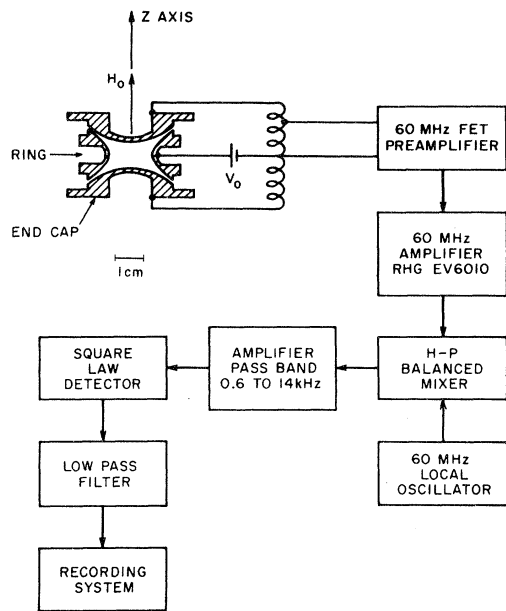 Z AXIS
H₀
RING
END CAP
1cm
V₀
60 MHz FET
PREAMPLIFIER
60 MHz
AMPLIFIER
RHG EV6010
H-P
BALANCED
MIXER
60 MHz
LOCAL
OSCILLATOR
AMPLIFIER
PASS BAND
0.6 TO 14kHz
SQUARE
LAW
DETECTOR
LOW PASS
FILTER
RECORDING
SYSTEM